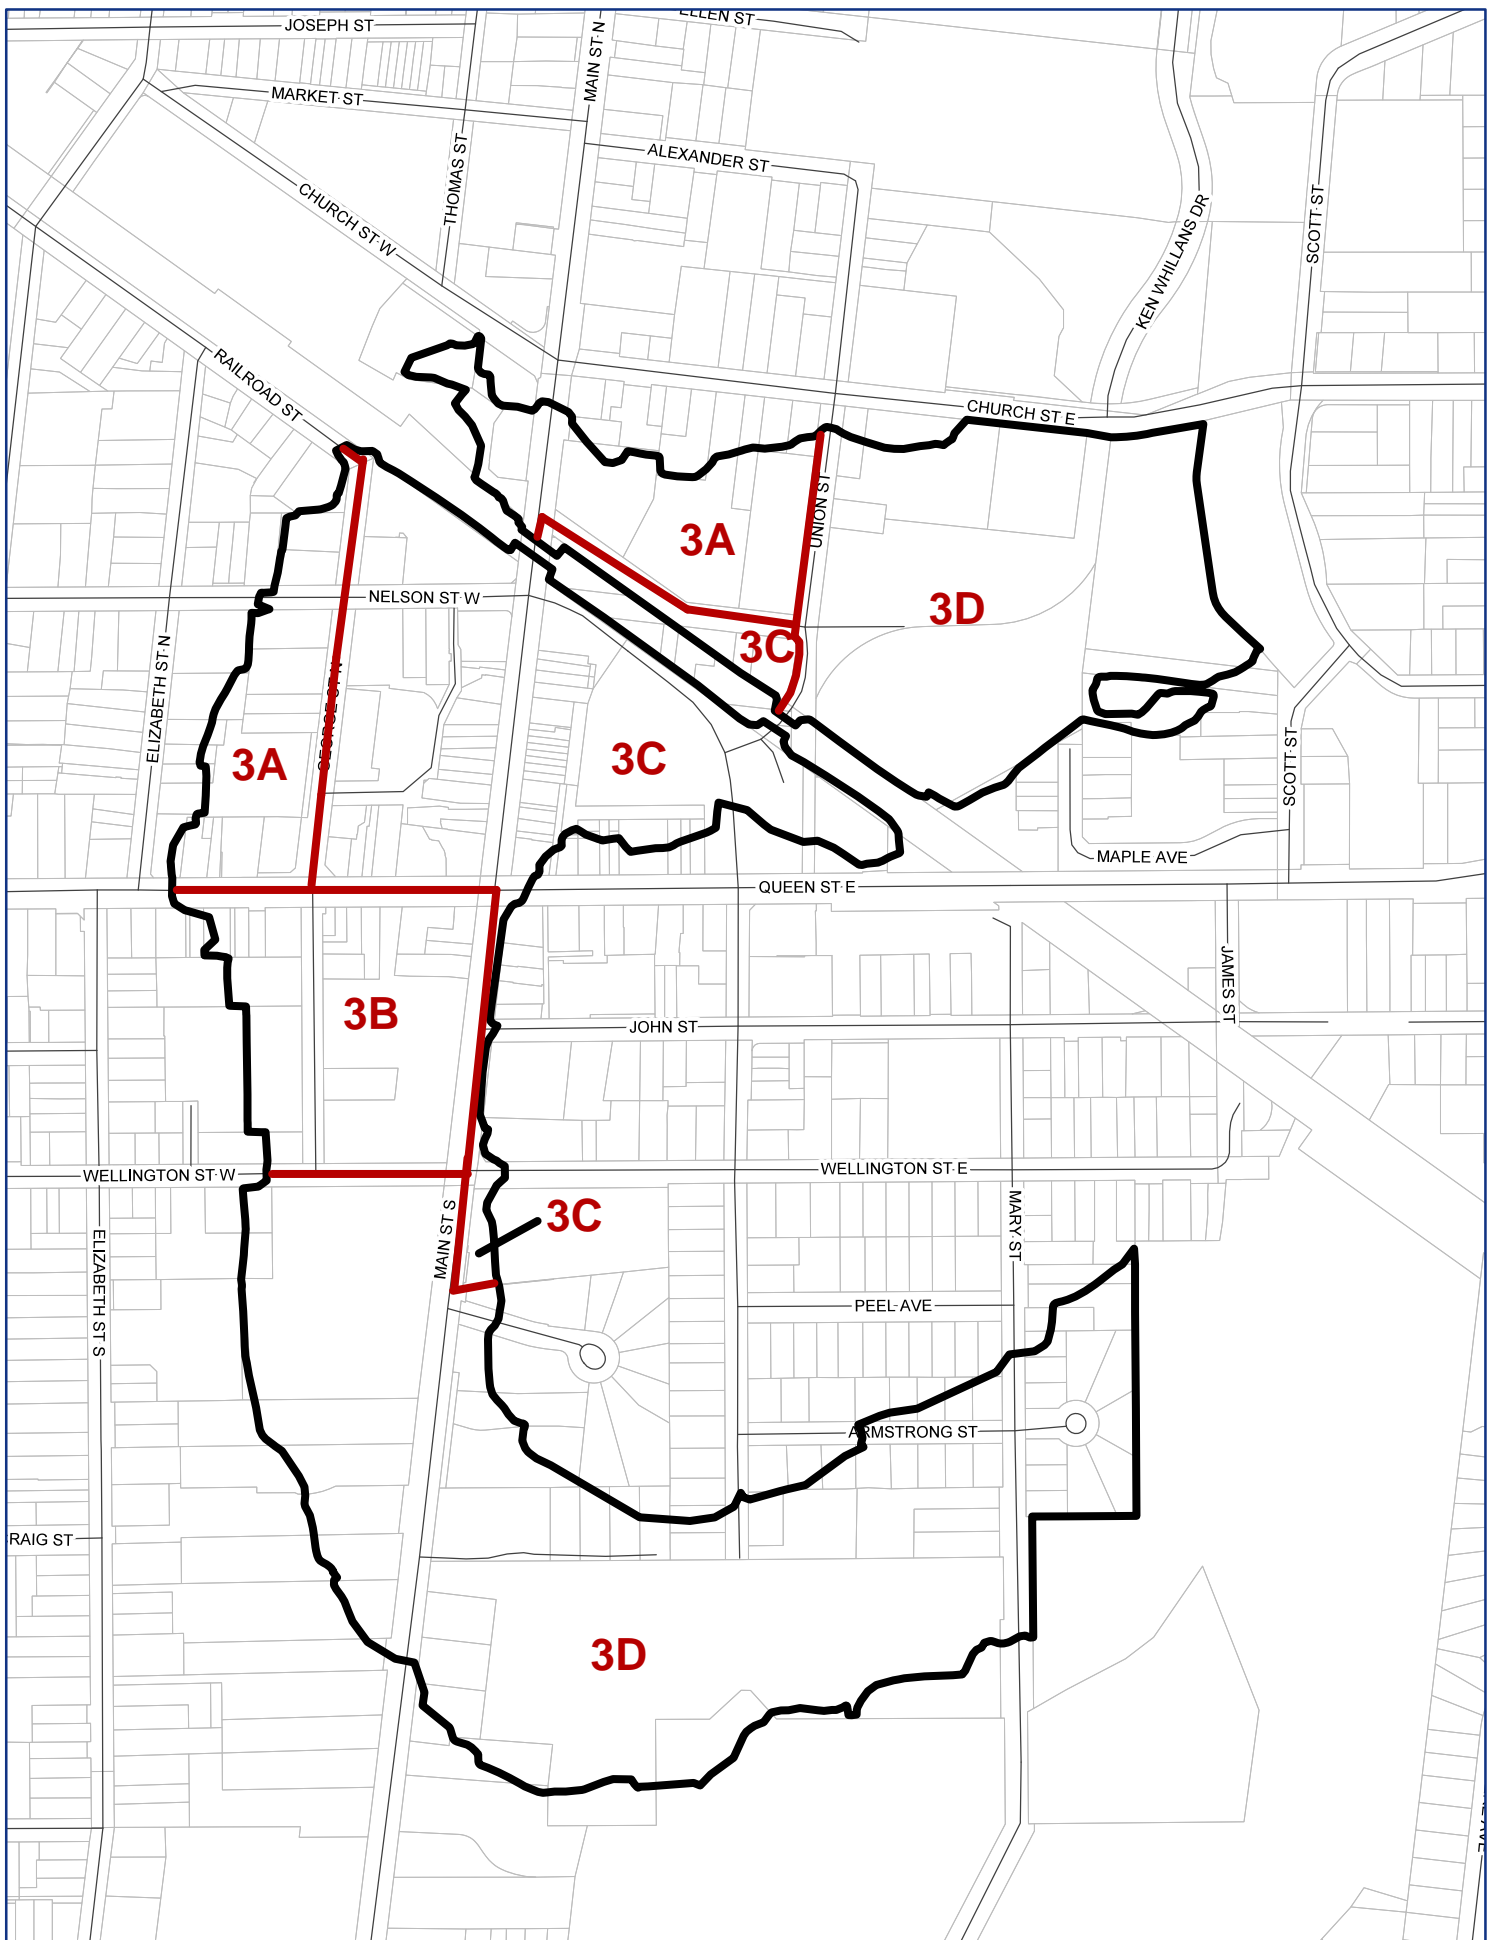 ELLEN ST
JOSEPH ST
MAIN ST N
MARKET ST
ALEXANDER ST
THOMAS ST
CHURCH ST W
SCOTT ST
KEN WHILLANS DR
RAILROAD ST
CHURCH ST E
UNION ST
3A
3D
NELSON ST W
3C
ELIZABETH ST N
GEORGE ST N
3A
3C
SCOTT ST
MAPLE AVE
QUEEN ST E
JAMES ST
3B
JOHN ST
WELLINGTON ST W
WELLINGTON ST E
MARY ST
3C
MAIN ST S
ELIZABETH ST S
PEEL AVE
ARMSTRONG ST
RAIG ST
3D
AVE